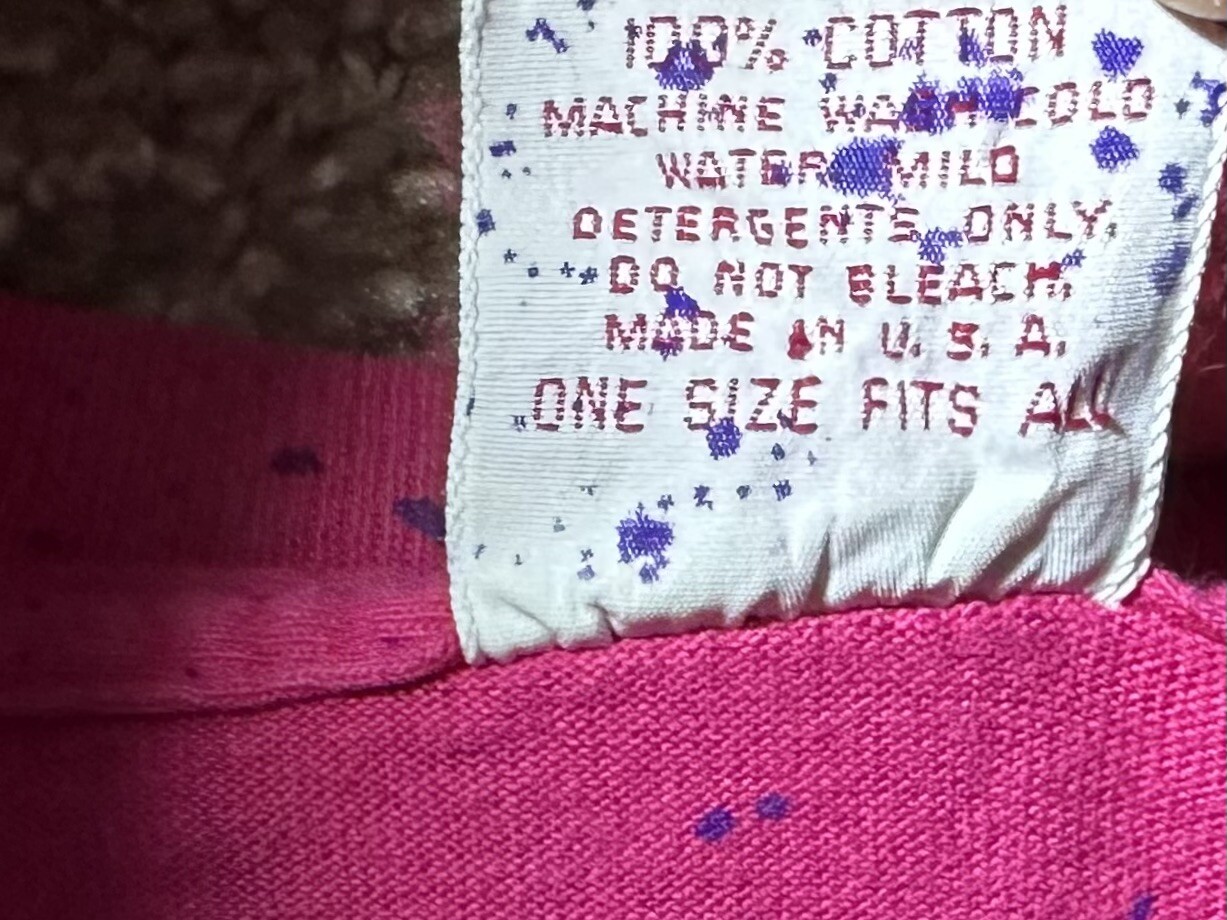 100% COTTON
MACHINE WASH COLD
WATER MILD
DETERGENTS ONLY.
DO NOT BLEACH.
MADE IN U.S.A.
ONE SIZE FITS ALL